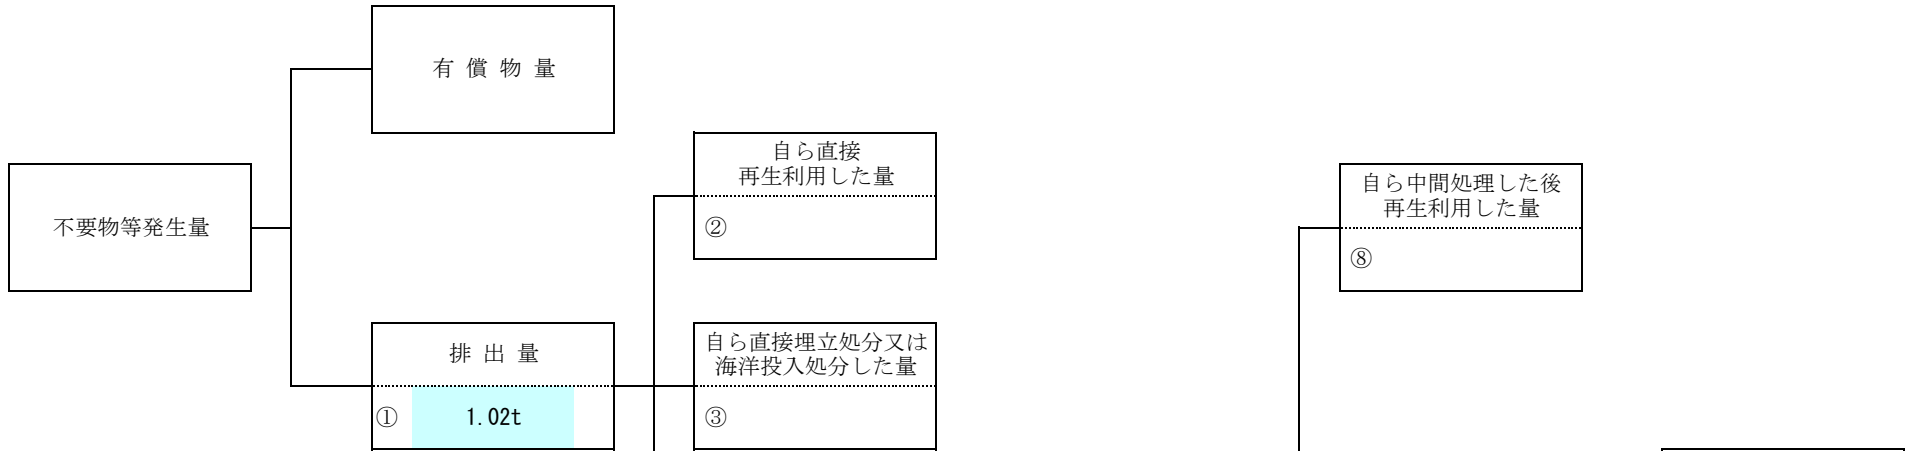 有 償 物 量
自ら直接
再生利用した量
②
自ら中間処理した後
再生利用した量
⑧
不要物等発生量
排 出 量
① 1.02t
自ら直接埋立処分又は
海洋投入処分した量
③